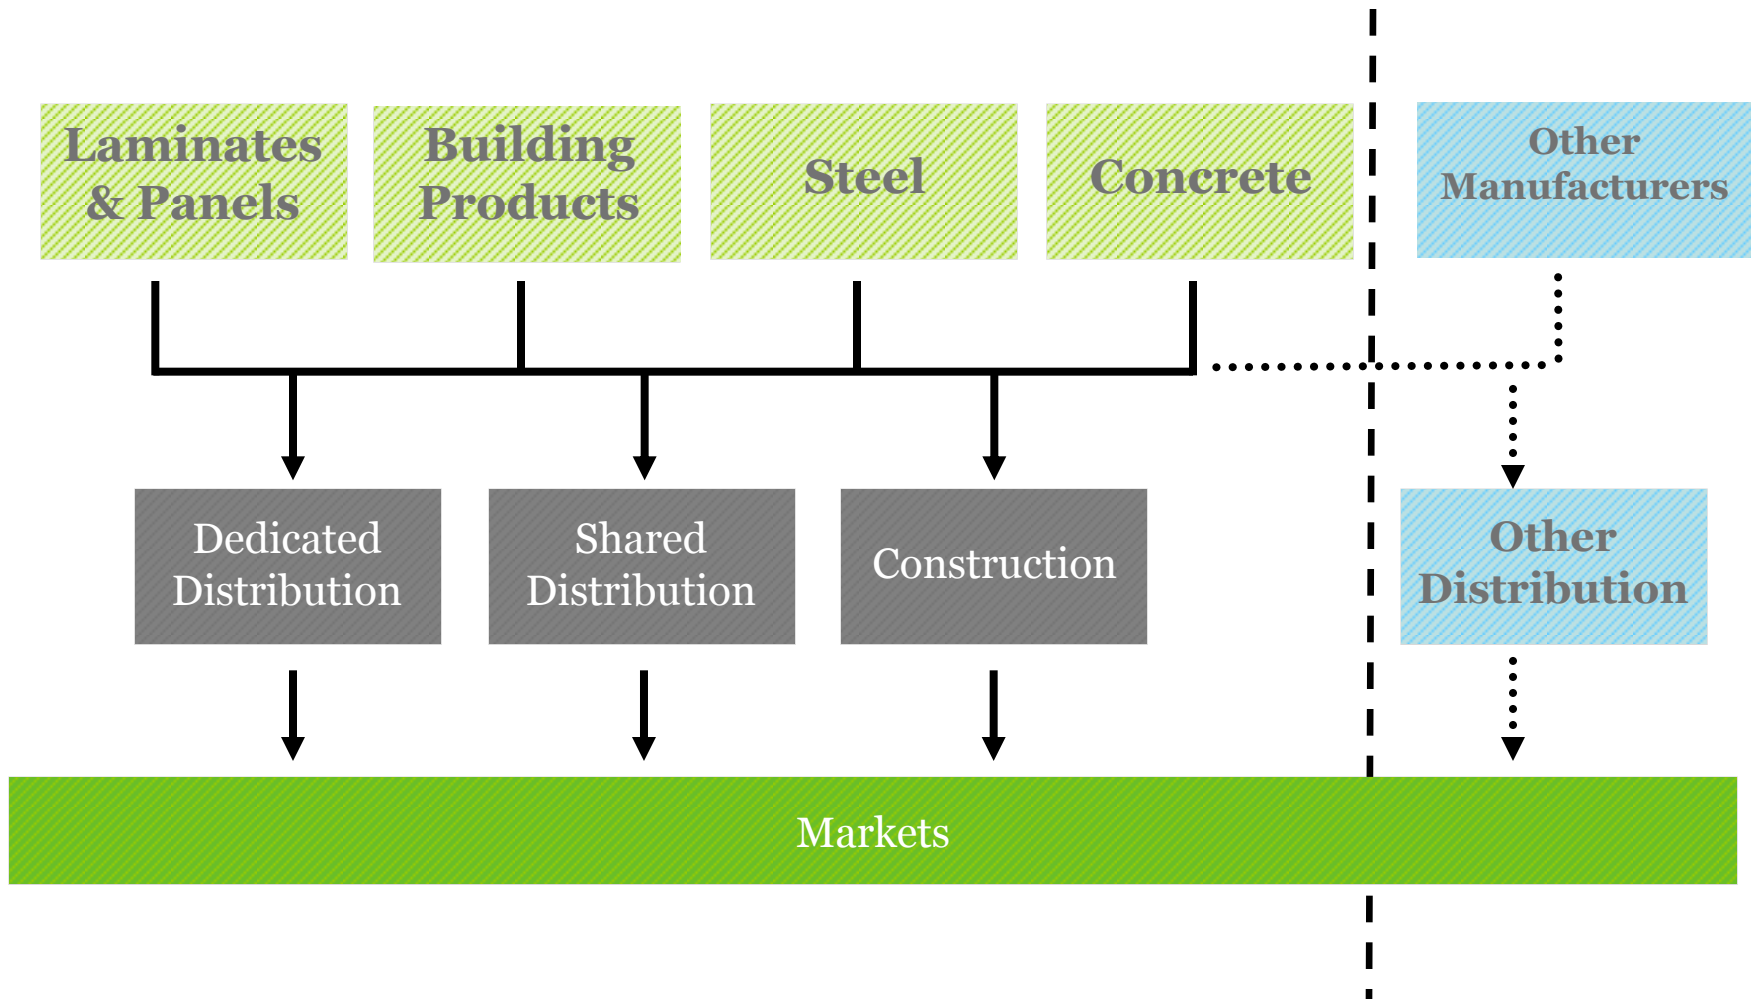 Laminates
& Panels
Building
Products
Steel
Concrete
Other
Manufacturers
Dedicated
Distribution
Shared
Distribution
Construction
Other
Distribution
Markets